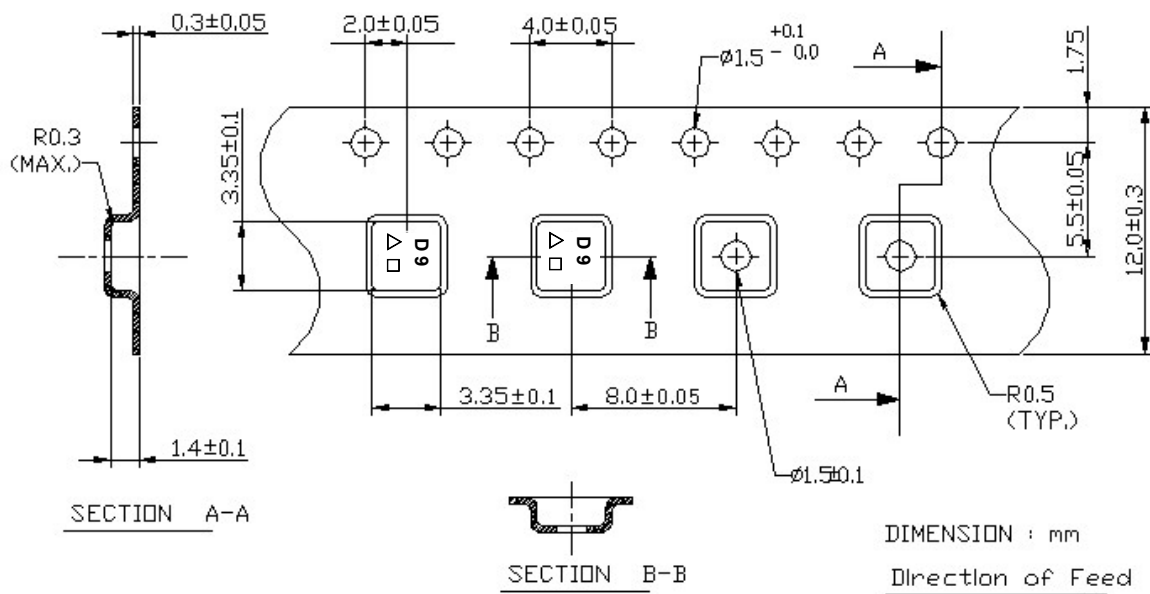 0.3±0.05
2.0±0.05
4.0±0.05
ø1.5 +0.1 - 0.0
A
1.75
R0.3
(MAX.)
3.35±0.1
5.5±0.05
12.0±0.3
D9
D9
B
B
3.35±0.1
8.0±0.05
A
R0.5
(TYP.)
1.4±0.1
ø1.5±0.1
SECTION A-A
SECTION B-B
DIMENSION : mm
Direction of Feed